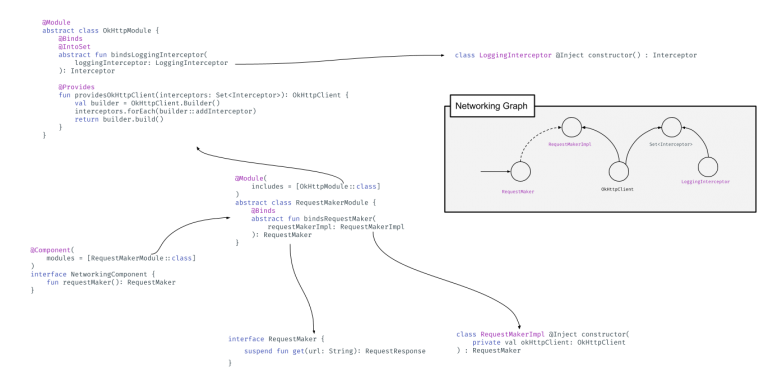 @Module
abstract class OkHttpModule {
@Binds
@IntoSet
abstract fun bindsLoggingInterceptor(
loggingInterceptor: LoggingInterceptor
): Interceptor
@Provides
fun providesOkHttpClient(interceptors: Set<Interceptor>): OkHttpClient {
val builder = OkHttpClient.Builder()
interceptors.forEach(builder::addInterceptor)
return builder.build()
}
}
class LoggingInterceptor @Inject constructor() : Interceptor
Networking Graph
RequestMakerImpl
Set<Interceptor>
RequestMaker
OkHttpClient
LoggingInterceptor
@Module(
includes = [OkHttpModule::class]
)
abstract class RequestMakerModule {
@Binds
abstract fun bindsRequestMaker(
requestMakerImpl: RequestMakerImpl
): RequestMaker
}
@Component(
modules = [RequestMakerModule::class]
)
interface NetworkingComponent {
fun requestMaker(): RequestMaker
}
interface RequestMaker {
suspend fun get(url: String): RequestResponse
}
class RequestMakerImpl @Inject constructor(
private val okHttpClient: OkHttpClient
) : RequestMaker